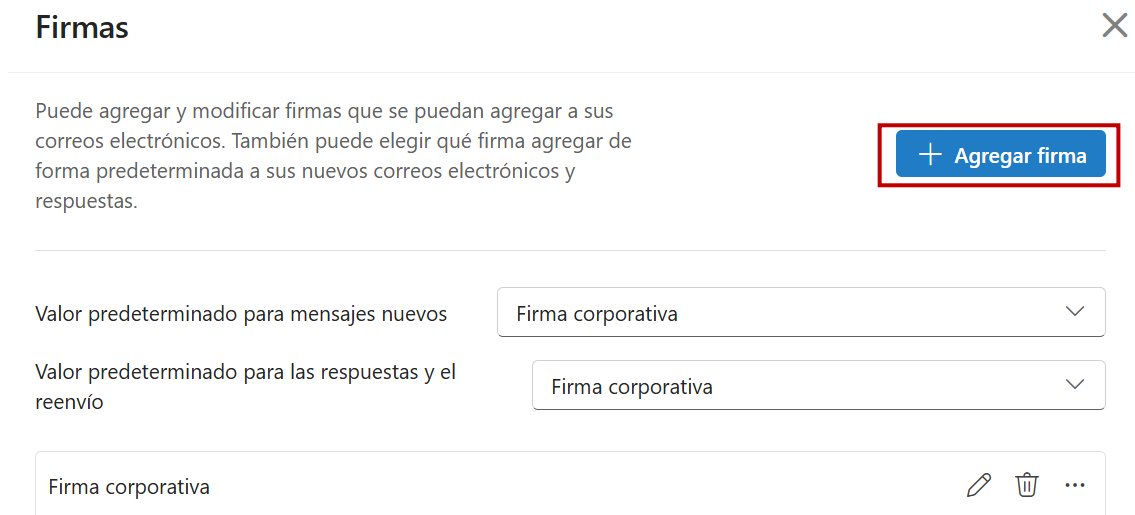 Firmas
Puede agregar y modificar firmas que se puedan agregar a sus
correos electrónicos. También puede elegir qué firma agregar de
forma predeterminada a sus nuevos correos electrónicos y
respuestas.
Agregar firma
Valor predeterminado para mensajes nuevos
Firma corporativa
Valor predeterminado para las respuestas y el
reenvío
Firma corporativa
Firma corporativa